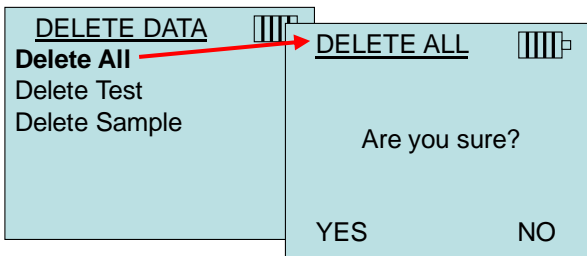 DELETE DATA
Delete All
Delete Test
Delete Sample
DELETE ALL
Are you sure?
YES NO